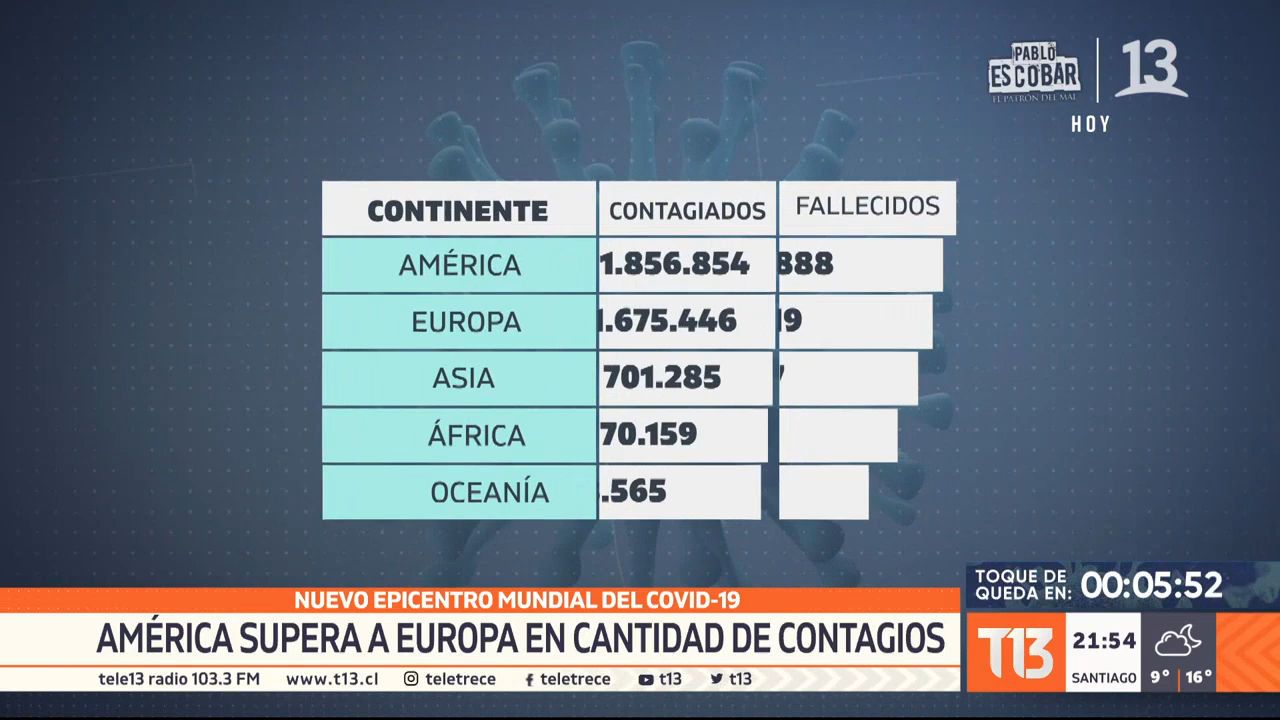 PABLO
ESCOBAR
EL PATRÓN DEL MAL
13
HOY
CONTINENTE CONTAGIADOS FALLECIDOS
AMÉRICA 1.856.854 888
EUROPA 1.675.446 19
ASIA 701.285
ÁFRICA 70.159
OCEANÍA .565
NUEVO EPICENTRO MUNDIAL DEL COVID-19
AMÉRICA SUPERA A EUROPA EN CANTIDAD DE CONTAGIOS
tele13 radio 103.3 FM www.t13.cl teletrece teletrece t13 t13
TOQUE DE
QUEDA EN: 00:05:52
T13 21:54
SANTIAGO 9° 16°